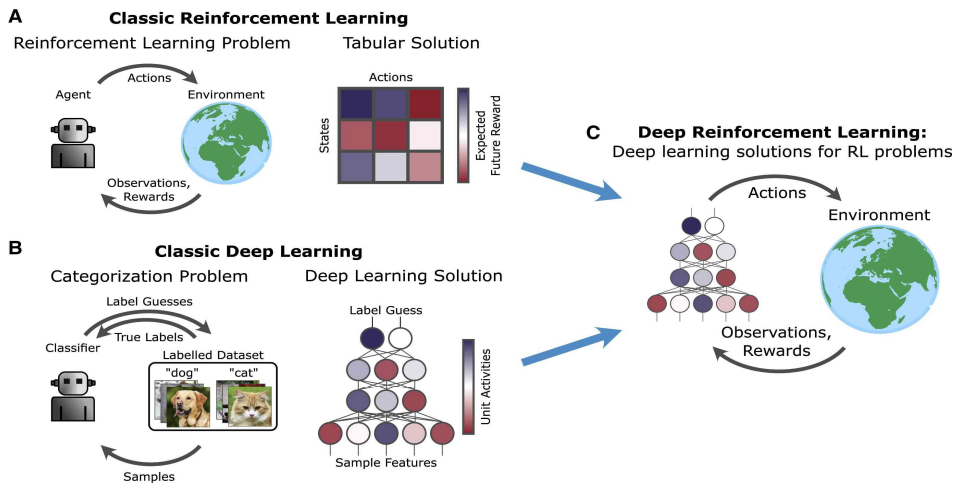 A
Classic Reinforcement Learning
Reinforcement Learning Problem
Tabular Solution
Actions
Agent
Environment
Observations,
Rewards
Actions
States
Expected
Future Reward
B
Classic Deep Learning
Categorization Problem
Deep Learning Solution
Label Guesses
True Labels
Classifier
Labelled Dataset
"dog"
"cat"
Samples
Label Guess
Unit Activities
Sample Features
C
Deep Reinforcement Learning:
Deep learning solutions for RL problems
Actions
Environment
Observations,
Rewards